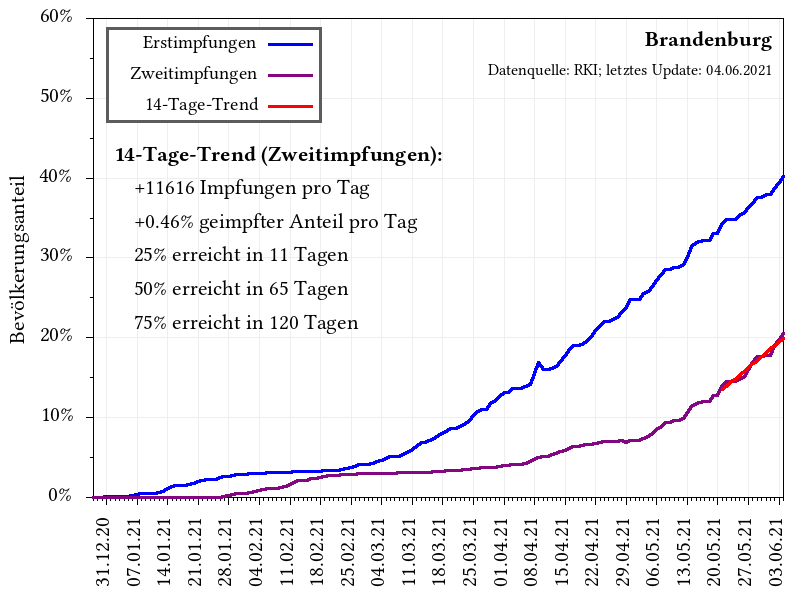 60%
50%
40%
30%
20%
10%
0%
Bevölkerungsanteil
Erstimpfungen
Zweitimpfungen
14-Tage-Trend
Brandenburg
Datenquelle: RKI; letztes Update: 04.06.2021
14-Tage-Trend (Zweitimpfungen):
+11616 Impfungen pro Tag
+0.46% geimpfter Anteil pro Tag
25% erreicht in 11 Tagen
50% erreicht in 65 Tagen
75% erreicht in 120 Tagen
31.12.20
07.01.21
14.01.21
21.01.21
28.01.21
04.02.21
11.02.21
18.02.21
25.02.21
04.03.21
11.03.21
18.03.21
25.03.21
01.04.21
08.04.21
15.04.21
22.04.21
29.04.21
06.05.21
13.05.21
20.05.21
27.05.21
03.06.21